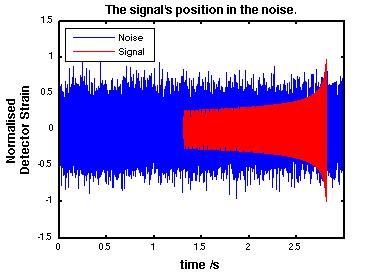 The signal's position in the noise.
Noise
Signal
1.5
1
0.5
0
-0.5
-1
-1.5
Normalised
Detector Strain
0 0.5 1 1.5 2 2.5
time /s